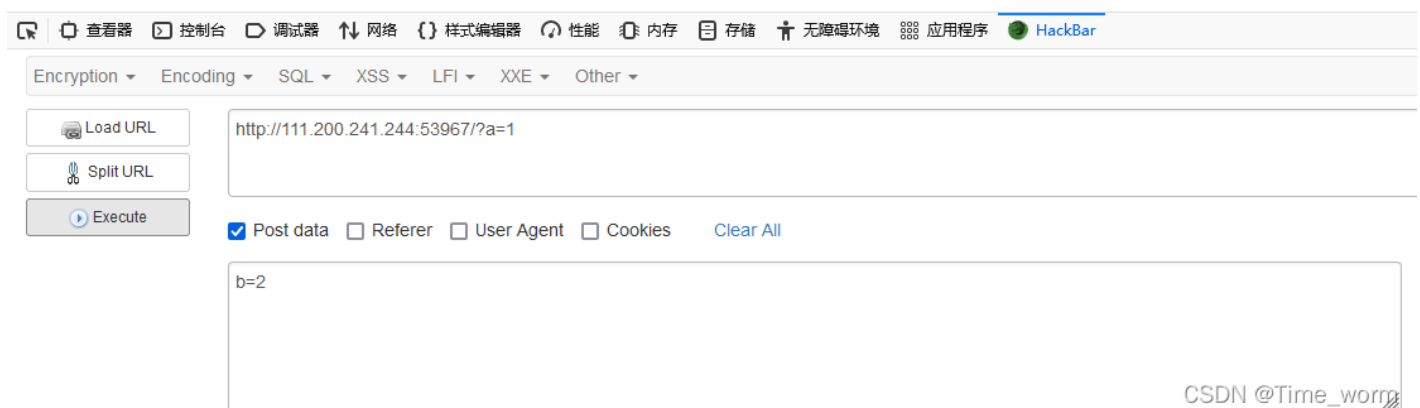 查看器 控制台 调试器 网络 样式编辑器 性能 内存 存储 无障碍环境 应用程序 HackBar
Encryption Encoding SQL XSS LFI XXE Other
Load URL
http://111.200.241.244:53967/?a=1
Split URL
Execute
Post data Referer User Agent Cookies Clear All
b=2
CSDN @Time_worm